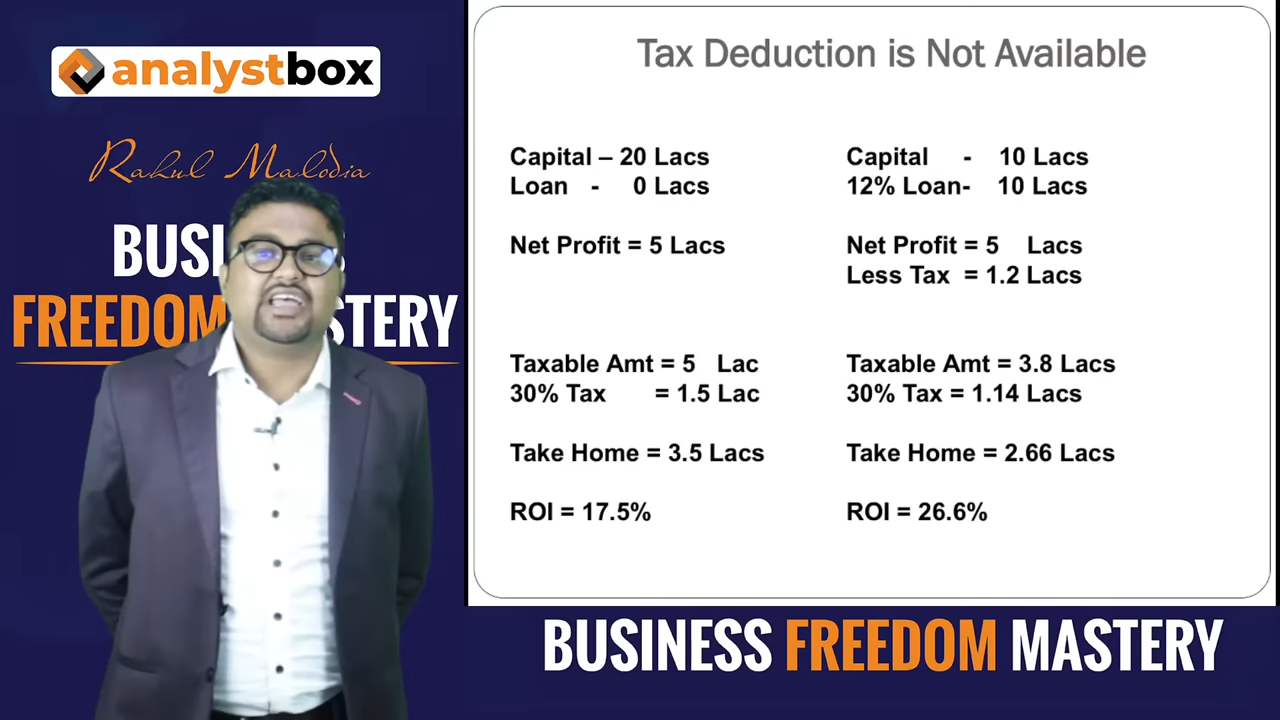 analystbox
Rahul Malodia
BUSI S
FREEDOM STERY
Tax Deduction is Not Available
Capital – 20 Lacs
Loan - 0 Lacs
Net Profit = 5 Lacs
Taxable Amt = 5 Lac
30% Tax = 1.5 Lac
Take Home = 3.5 Lacs
ROI = 17.5%
Capital - 10 Lacs
12% Loan- 10 Lacs
Net Profit = 5 Lacs
Less Tax = 1.2 Lacs
Taxable Amt = 3.8 Lacs
30% Tax = 1.14 Lacs
Take Home = 2.66 Lacs
ROI = 26.6%
BUSINESS FREEDOM MASTERY